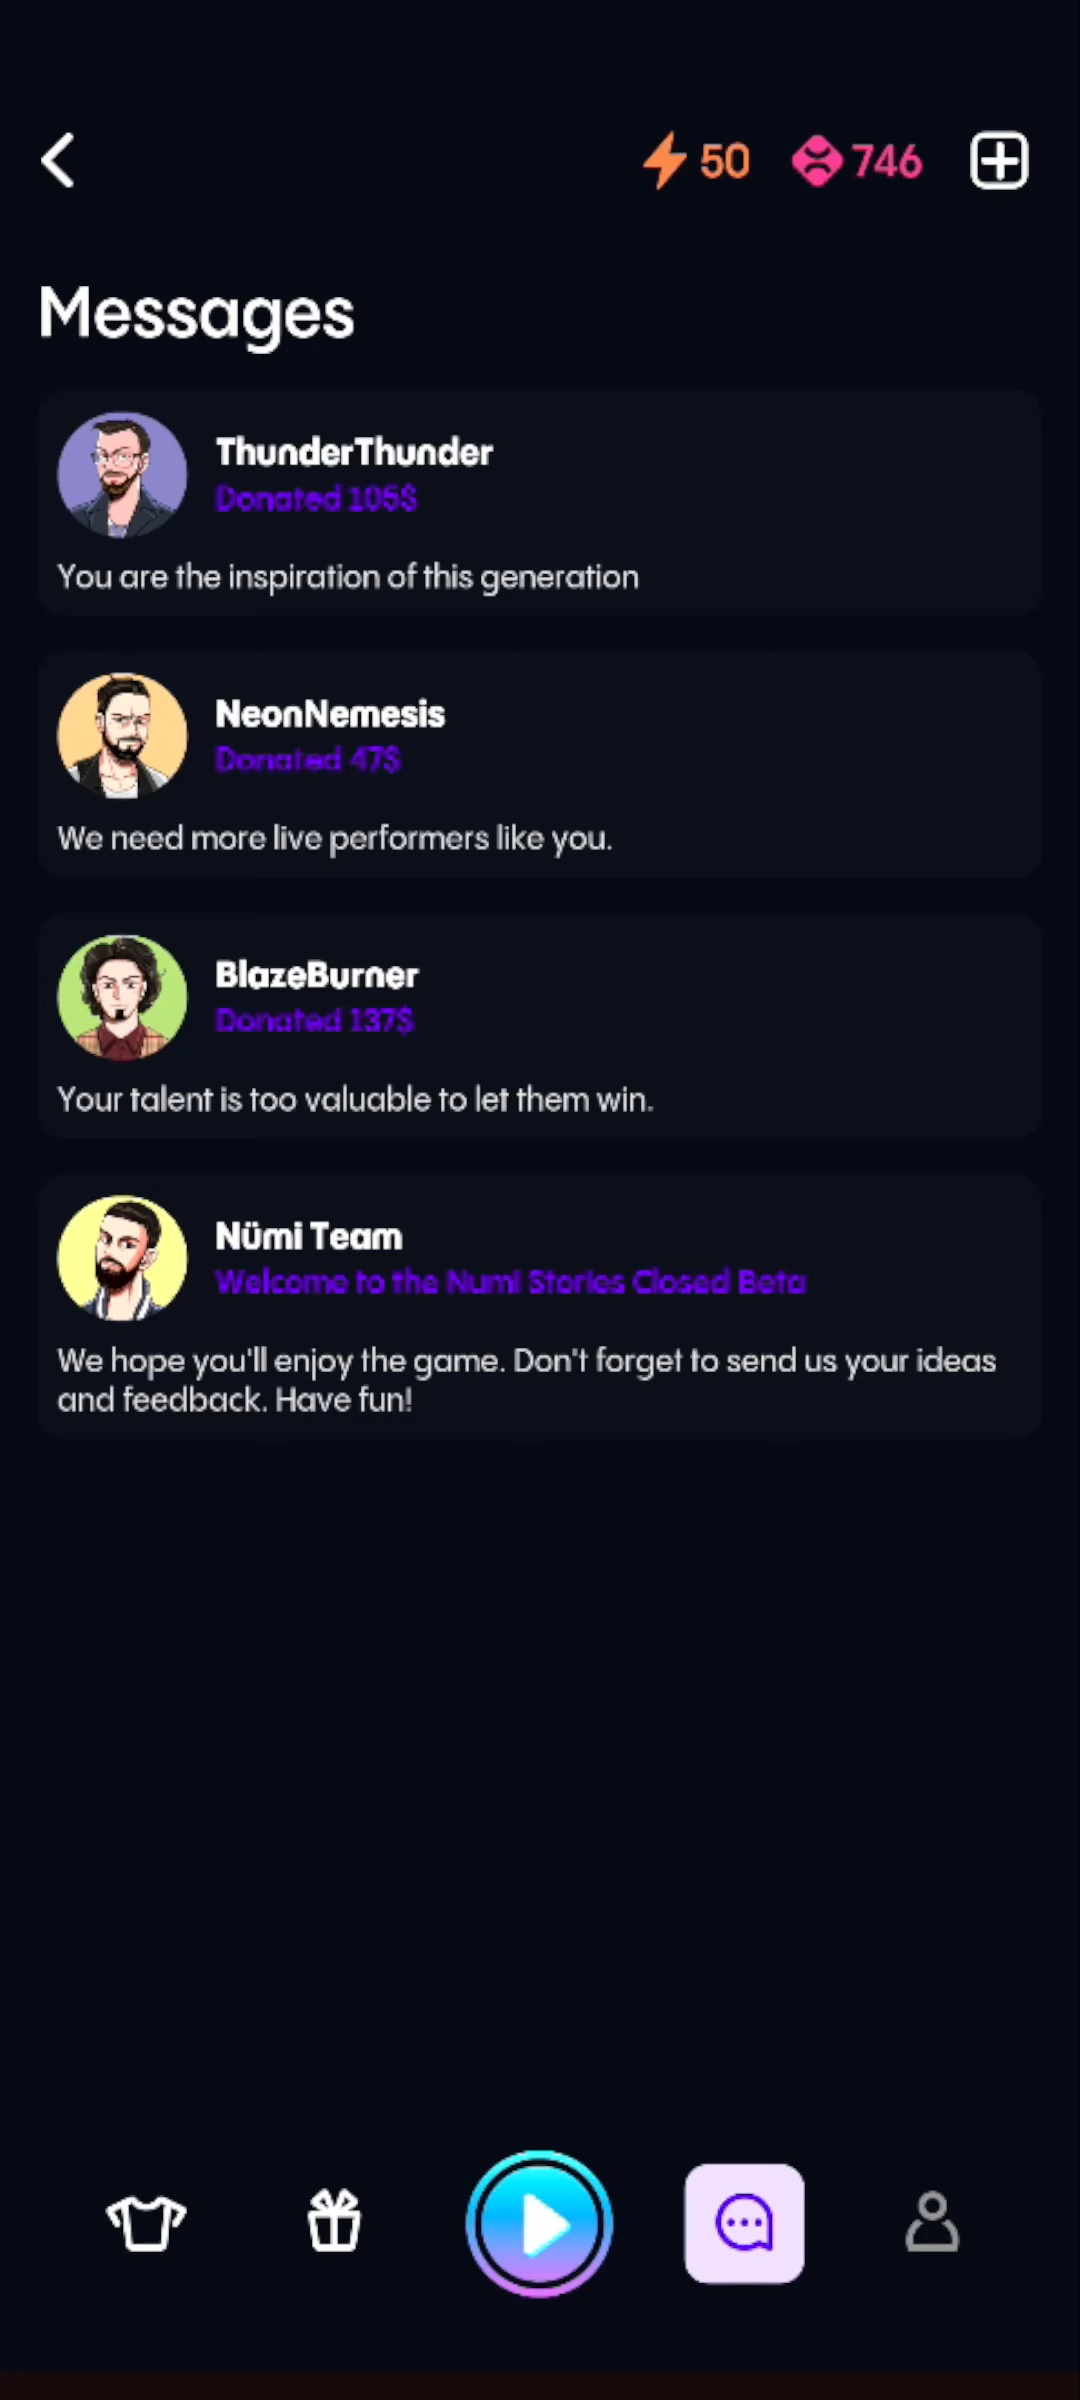 50 746
Messages
ThunderThunder
Donated 105$
You are the inspiration of this generation
NeonNemesis
Donated 47$
We need more live performers like you.
BlazeBurner
Donated 137$
Your talent is too valuable to let them win.
Nümi Team
Welcome to the Numi Stories Closed Beta
We hope you'll enjoy the game. Don't forget to send us your ideas
and feedback. Have fun!